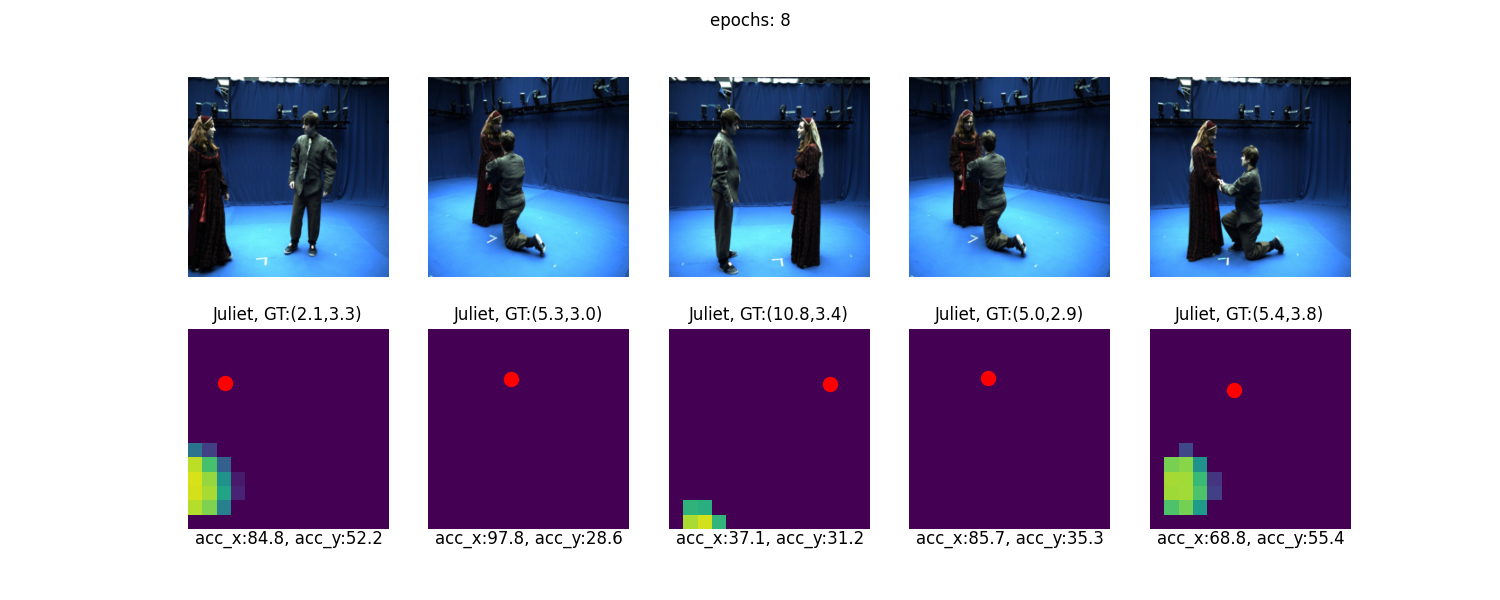 epochs: 8
Juliet, GT:(2.1,3.3)
Juliet, GT:(5.3,3.0)
Juliet, GT:(10.8,3.4)
Juliet, GT:(5.0,2.9)
Juliet, GT:(5.4,3.8)
acc_x:84.8, acc_y:52.2
acc_x:97.8, acc_y:28.6
acc_x:37.1, acc_y:31.2
acc_x:85.7, acc_y:35.3
acc_x:68.8, acc_y:55.4